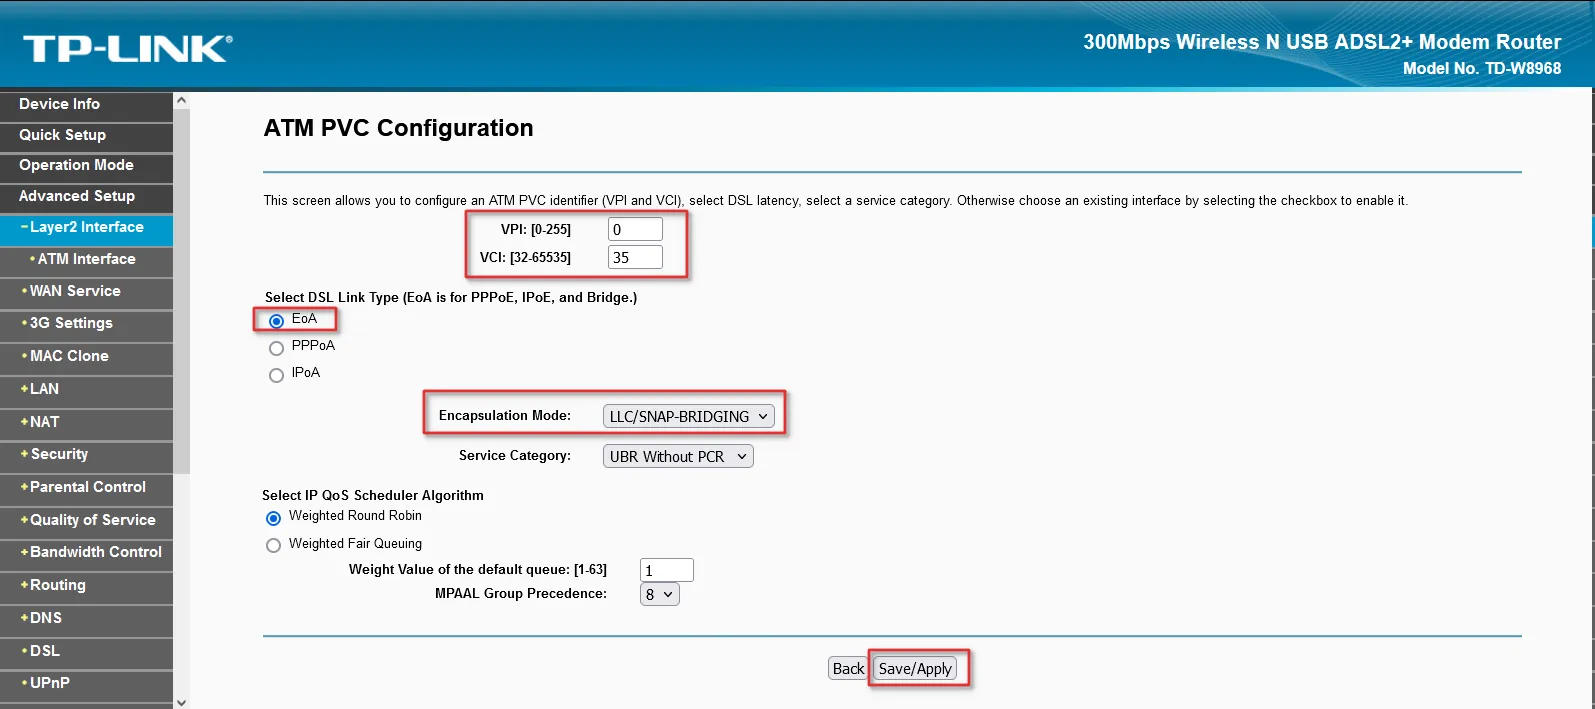 TP-LINK®
300Mbps Wireless N USB ADSL2+ Modem Router
Model No. TD-W8968
Device Info
Quick Setup
Operation Mode
Advanced Setup
Layer2 Interface
ATM Interface
WAN Service
3G Settings
MAC Clone
LAN
NAT
Security
Parental Control
Quality of Service
Bandwidth Control
Routing
DNS
DSL
UPnP
ATM PVC Configuration
This screen allows you to configure an ATM PVC identifier (VPI and VCI), select DSL latency, select a service category. Otherwise choose an existing interface by selecting the checkbox to enable it.
VPI: [0-255] 0
VCI: [32-65535] 35
Select DSL Link Type (EoA is for PPPoE, IPoE, and Bridge.)
EoA
PPPoA
IPoA
Encapsulation Mode: LLC/SNAP-BRIDGING
Service Category: UBR Without PCR
Select IP QoS Scheduler Algorithm
Weighted Round Robin
Weighted Fair Queuing
Weight Value of the default queue: [1-63] 1
MPAAL Group Precedence: 8
Back Save/Apply